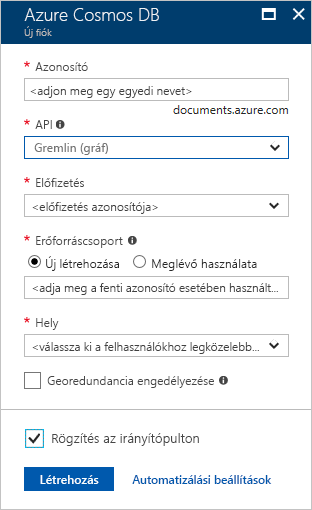 Azure Cosmos DB
Új fiók
* Azonosító
<adjon meg egy egyedi nevet>
documents.azure.com
* API
Gremlin (gráf)
* Előfizetés
<előfizetés azonosítója>
* Erőforráscsoport
Új létrehozása Meglévő használata
<adja meg a fenti azonosító esetében használt...
* Hely
<válassza ki a felhasználókhoz legközelebb...
Georedundancia engedélyezése
Rögzítés az irányítópulton
Létrehozás Automatizálási beállítások